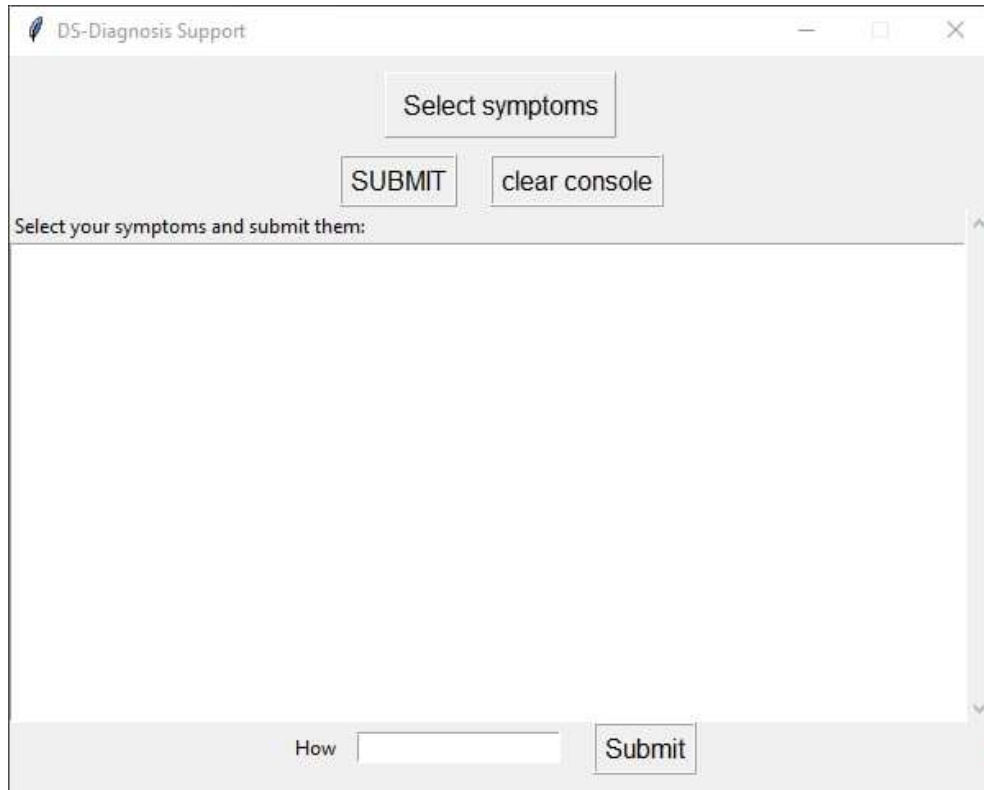 DS-Diagnosis Support
Select symptoms
SUBMIT clear console
Select your symptoms and submit them:
How Submit